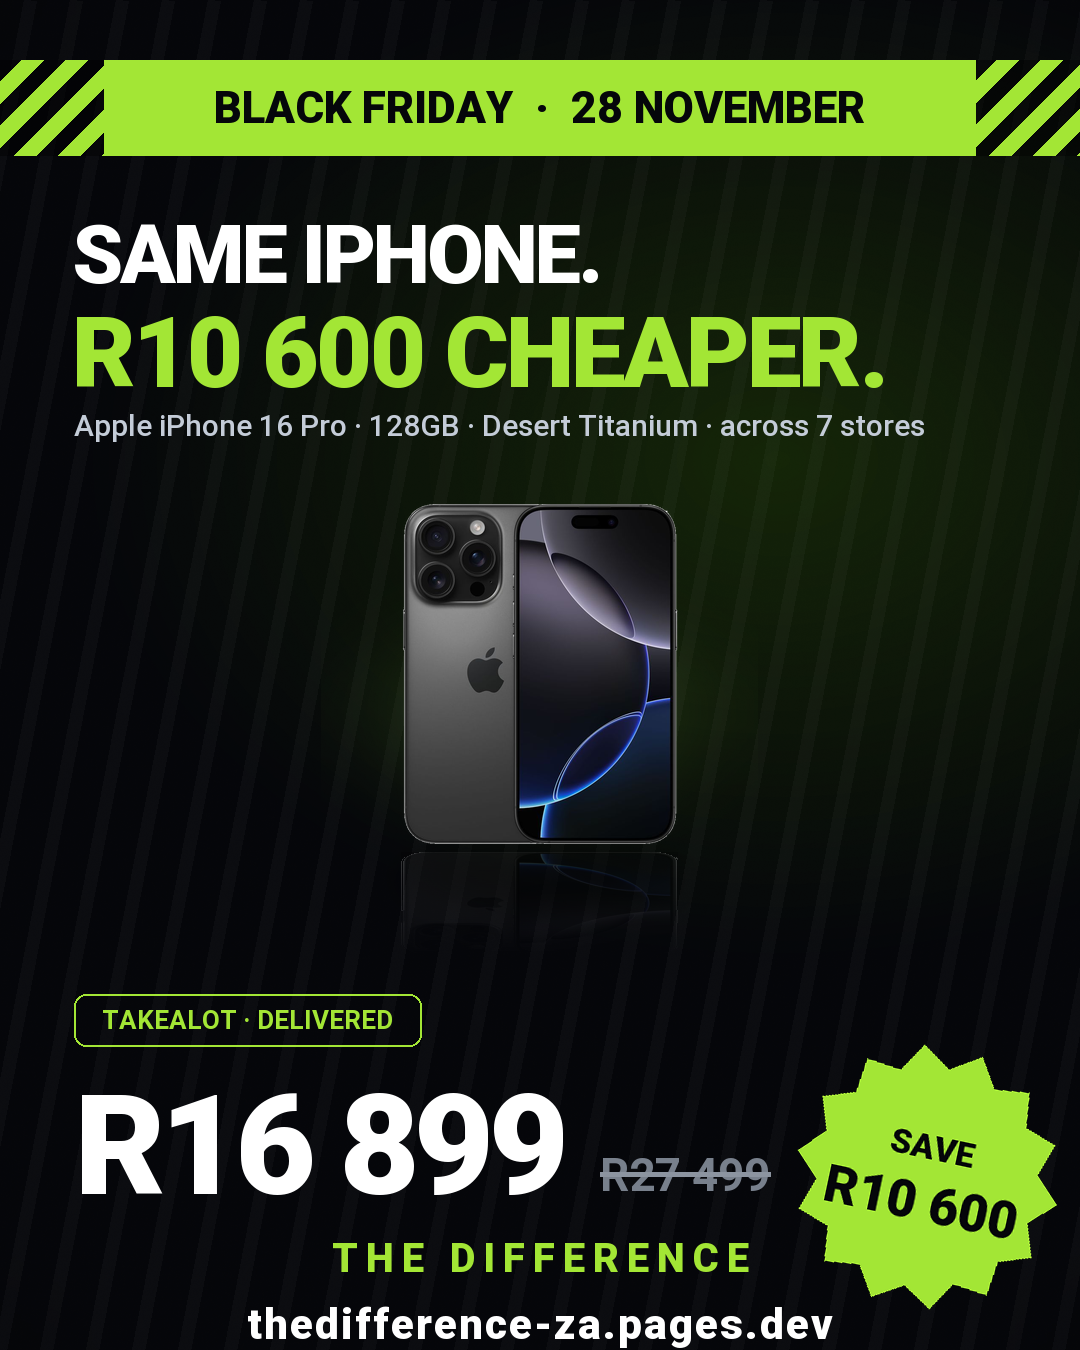 BLACK FRIDAY · 28 NOVEMBER
SAME IPHONE.
R10 600 CHEAPER.
Apple iPhone 16 Pro · 128GB · Desert Titanium · across 7 stores
TAKEALOT · DELIVERED
R16 899 R27 499
SAVE
R10 600
THE DIFFERENCE
thedifference-za.pages.dev